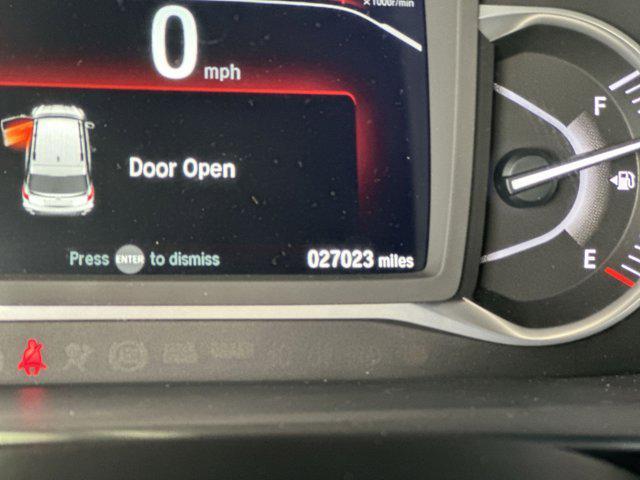 x1000r/min
0 mph
F
Door Open
E
Press ENTER to dismiss
027023 miles